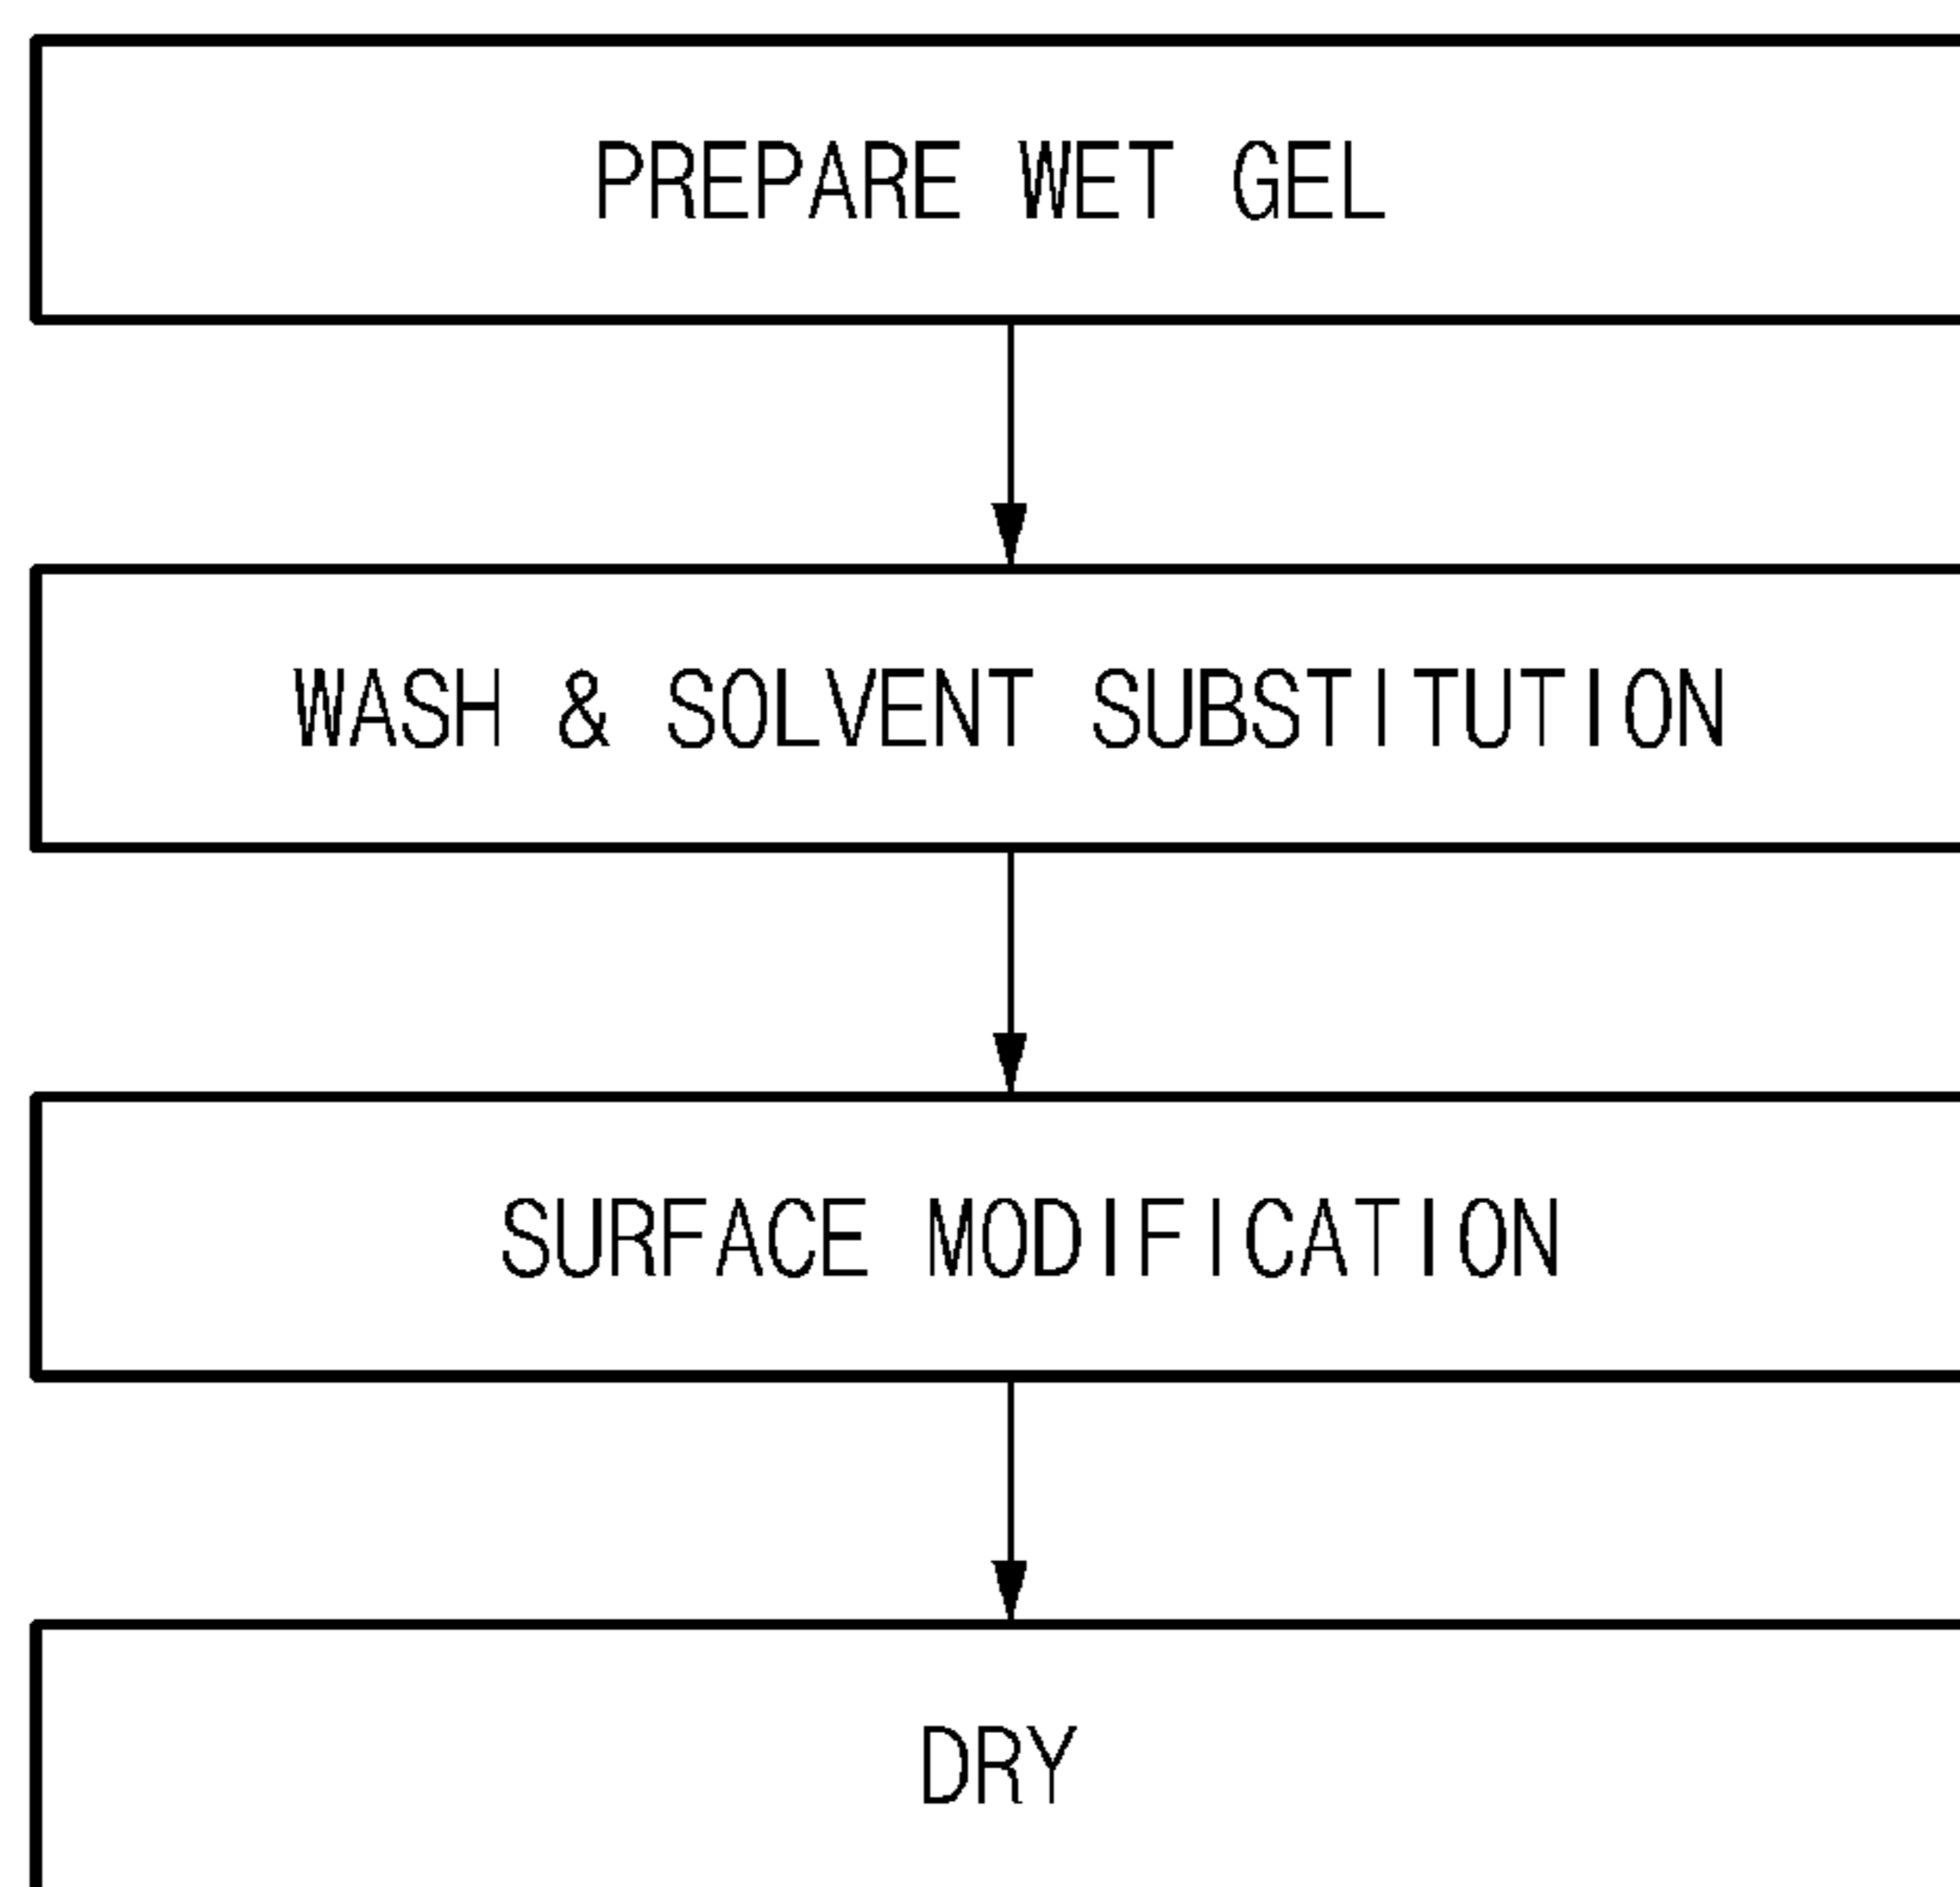 PREPARE WET GEL
WASH & SOLVENT SUBSTITUTION
SURFACE MODIFICATION
DRY